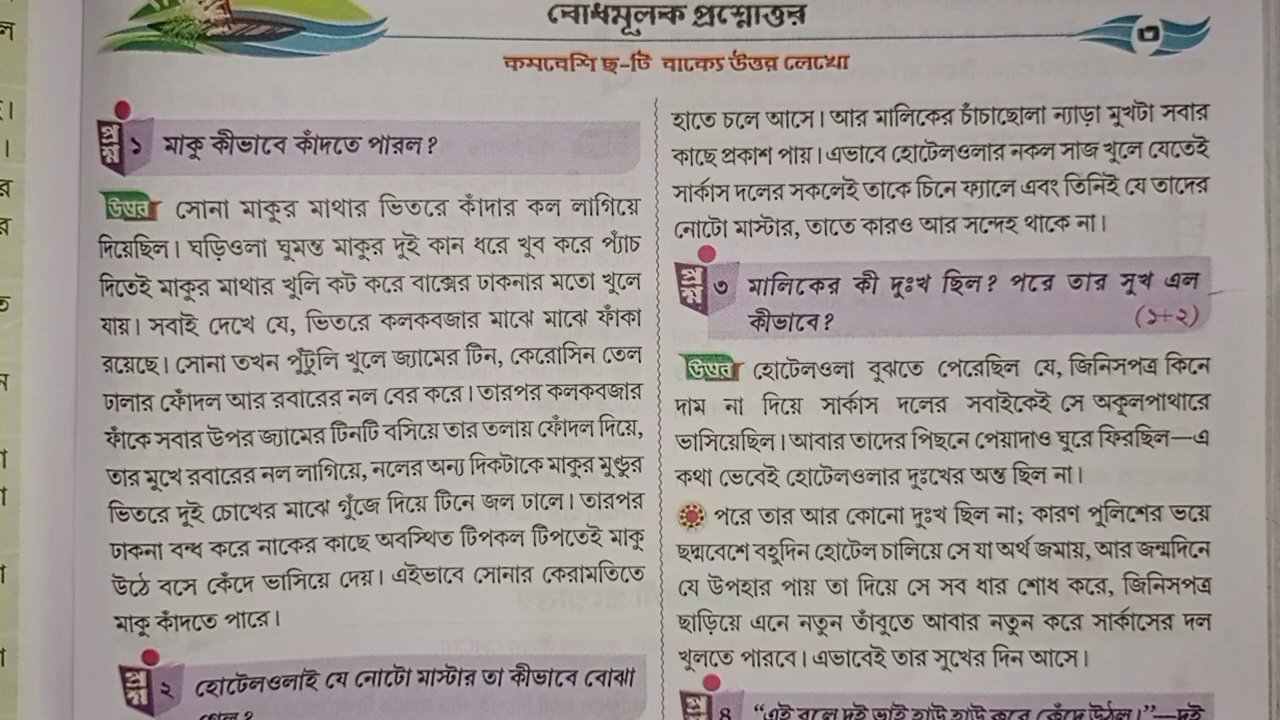 বোধমূলক প্রশ্নোত্তর
৩
কমবেশি ছ-টি বাক্যে উত্তর লেখো
প্রশ্ন ১ মাকু কীভাবে কাঁদতে পারল?
উত্তর সোনা মাকুর মাথার ভিতরে কাঁদার কল লাগিয়ে
দিয়েছিল। ঘড়িওলা ঘুমন্ত মাকুর দুই কান ধরে খুব করে প্যাঁচ
দিতেই মাকুর মাথার খুলি কট করে বাক্সের ঢাকনার মতো খুলে
যায়। সবাই দেখে যে, ভিতরে কলকবজার মাঝে মাঝে ফাঁকা
রয়েছে। সোনা তখন পুঁটুলি খুলে জ্যামের টিন, কেরোসিন তেল
ঢালার ফোঁদল আর রবারের নল বের করে। তারপর কলকবজার
ফাঁকে সবার উপর জ্যামের টিনটি বসিয়ে তার তলায় ফোঁদল দিয়ে,
তার মুখে রবারের নল লাগিয়ে, নলের অন্য দিকটাকে মাকুর মুণ্ডুর
ভিতরে দুই চোখের মাঝে গুঁজে দিয়ে টিনে জল ঢালে। তারপর
ঢাকনা বন্ধ করে নাকের কাছে অবস্থিত টিপকল টিপতেই মাকু
উঠে বসে কেঁদে ভাসিয়ে দেয়। এইভাবে সোনার কেরামতিতে
মাকু কাঁদতে পারে।
প্রশ্ন ২ হোটেলওলাই যে নোটো মাস্টার তা কীভাবে বোঝা
গেল?
হাতে চলে আসে। আর মালিকের চাঁচাছোলা ন্যাড়া মুখটা সবার
কাছে প্রকাশ পায়। এভাবে হোটেলওলার নকল সাজ খুলে যেতেই
সার্কাস দলের সকলেই তাকে চিনে ফ্যালে এবং তিনিই যে তাদের
নোটো মাস্টার, তাতে কারও আর সন্দেহ থাকে না।
প্রশ্ন ৩ মালিকের কী দুঃখ ছিল? পরে তার সুখ এল
কীভাবে? (১+২)
উত্তর হোটেলওলা বুঝতে পেরেছিল যে, জিনিসপত্র কিনে
দাম না দিয়ে সার্কাস দলের সবাইকেই সে অকূলপাথারে
ভাসিয়েছিল। আবার তাদের পিছনে পেয়াদাও ঘুরে ফিরছিল—এ
কথা ভেবেই হোটেলওলার দুঃখের অন্ত ছিল না।
পরে তার আর কোনো দুঃখ ছিল না; কারণ পুলিশের ভয়ে
ছদ্মবেশে বহুদিন হোটেল চালিয়ে সে যা অর্থ জমায়, আর জন্মদিনে
যে উপহার পায় তা দিয়ে সে সব ধার শোধ করে, জিনিসপত্র
ছাড়িয়ে এনে নতুন তাঁবুতে আবার নতুন করে সার্কাসের দল
খুলতে পারবে। এভাবেই তার সুখের দিন আসে।
প্রশ্ন ৪ “এই বলে দুই ভাই হাউ হাউ করে কেঁদে উঠল।”—দুই